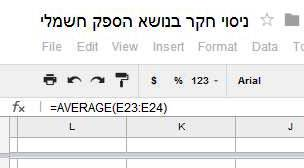 ניסוי חקר בנושא הספק חשמלי
File Edit View Insert Format Data
$ % 123 Arial
fx =AVERAGE(E23:E24)
L K J